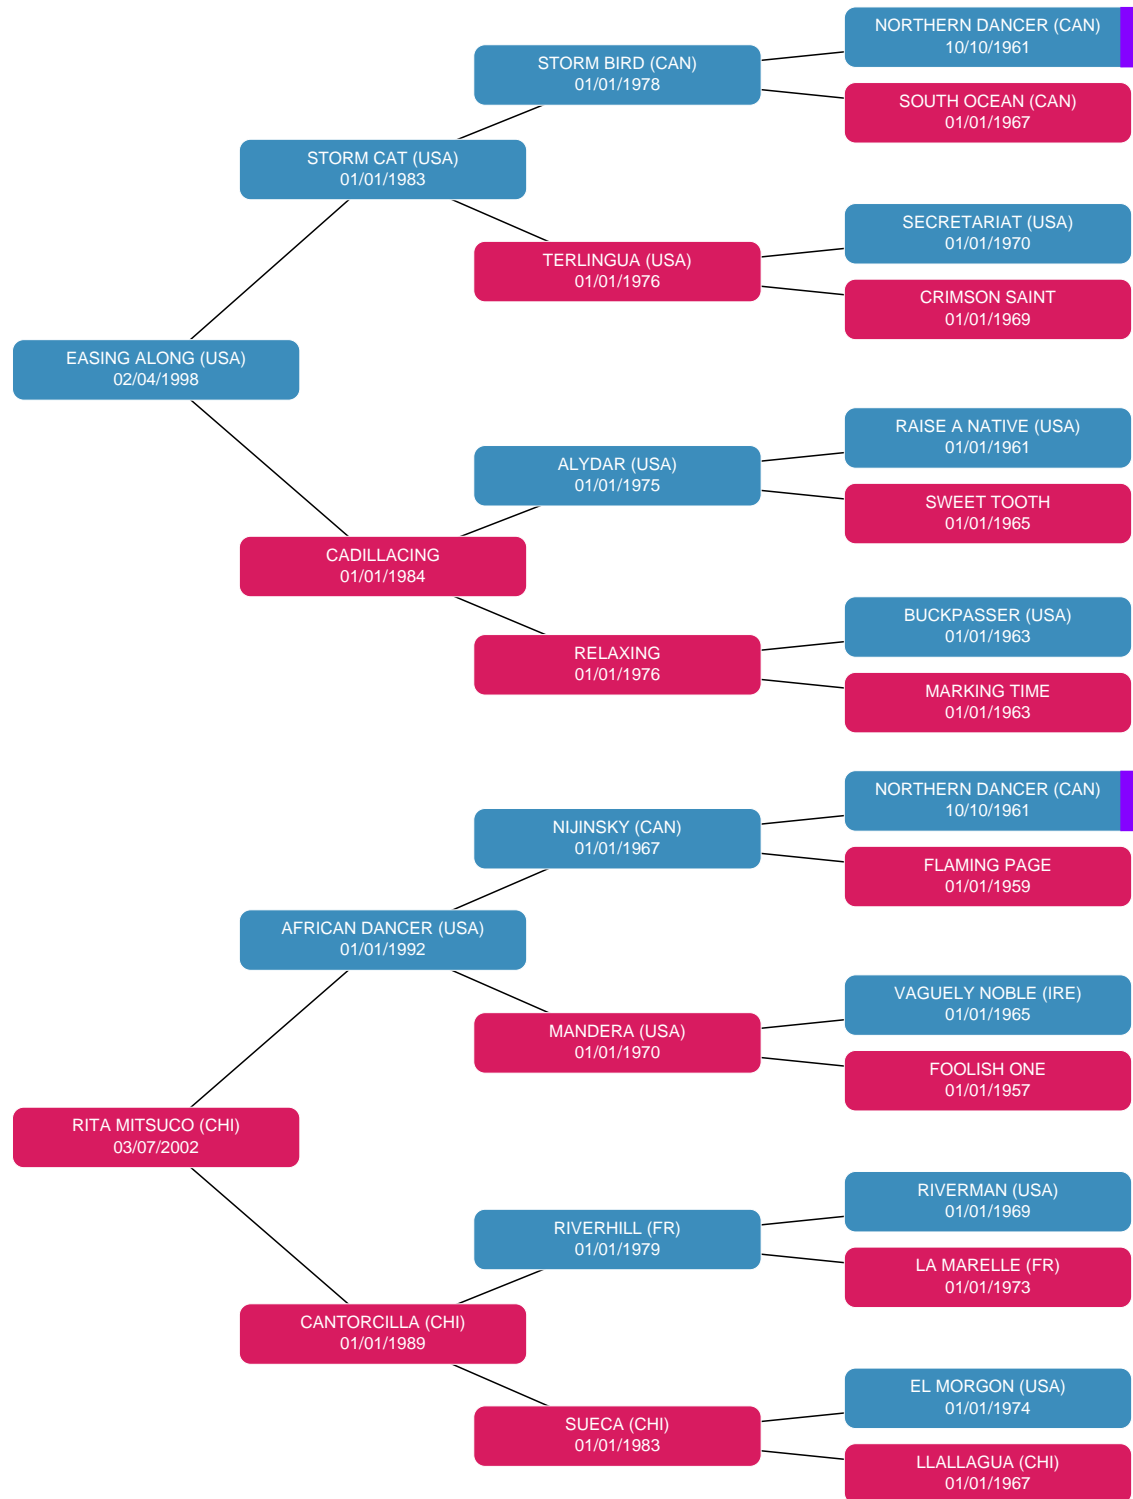 NORTHERN DANCER (CAN)
10/10/1961
STORM BIRD (CAN)
01/01/1978
SOUTH OCEAN (CAN)
01/01/1967
STORM CAT (USA)
01/01/1983
SECRETARIAT (USA)
01/01/1970
TERLINGUA (USA)
01/01/1976
CRIMSON SAINT
01/01/1969
EASING ALONG (USA)
02/04/1998
RAISE A NATIVE (USA)
01/01/1961
ALYDAR (USA)
01/01/1975
SWEET TOOTH
01/01/1965
CADILLACING
01/01/1984
BUCKPASSER (USA)
01/01/1963
RELAXING
01/01/1976
MARKING TIME
01/01/1963
NORTHERN DANCER (CAN)
10/10/1961
NIJINSKY (CAN)
01/01/1967
FLAMING PAGE
01/01/1959
AFRICAN DANCER (USA)
01/01/1992
VAGUELY NOBLE (IRE)
01/01/1965
MANDERA (USA)
01/01/1970
FOOLISH ONE
01/01/1957
RITA MITSUCO (CHI)
03/07/2002
RIVERMAN (USA)
01/01/1969
RIVERHILL (FR)
01/01/1979
LA MARELLE (FR)
01/01/1973
CANTORCILLA (CHI)
01/01/1989
EL MORGON (USA)
01/01/1974
SUECA (CHI)
01/01/1983
LLALLAGUA (CHI)
01/01/1967